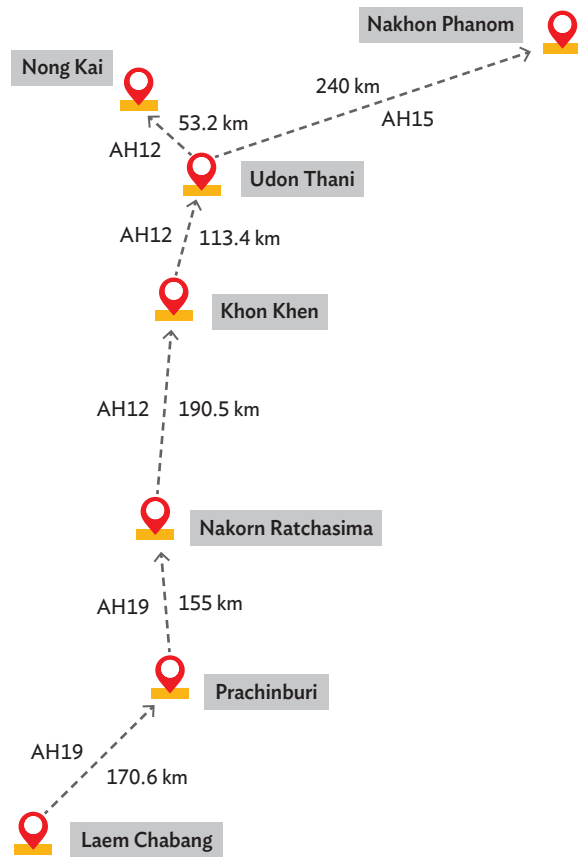 Nakhon Phanom
Nong Kai
240 km
53.2 km
AH15
AH12
Udon Thani
AH12
113.4 km
Khon Khen
AH12
190.5 km
Nakorn Ratchasima
AH19
155 km
Prachinburi
AH19
170.6 km
Laem Chabang